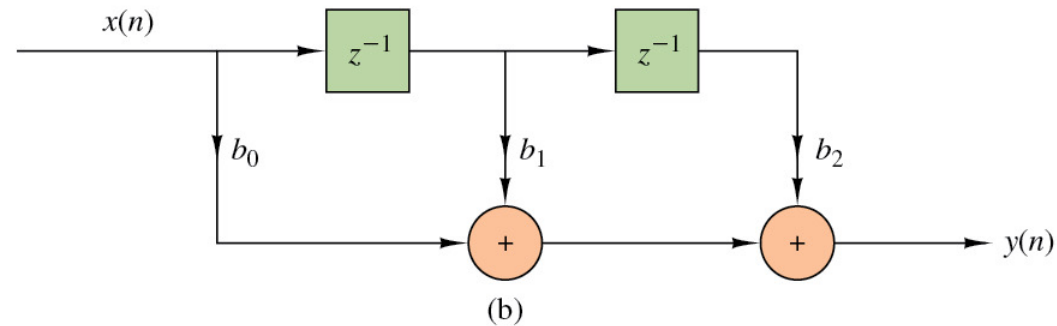 x(n)
z⁻¹ z⁻¹
b₀ b₁ b₂
+ + y(n)
(b)